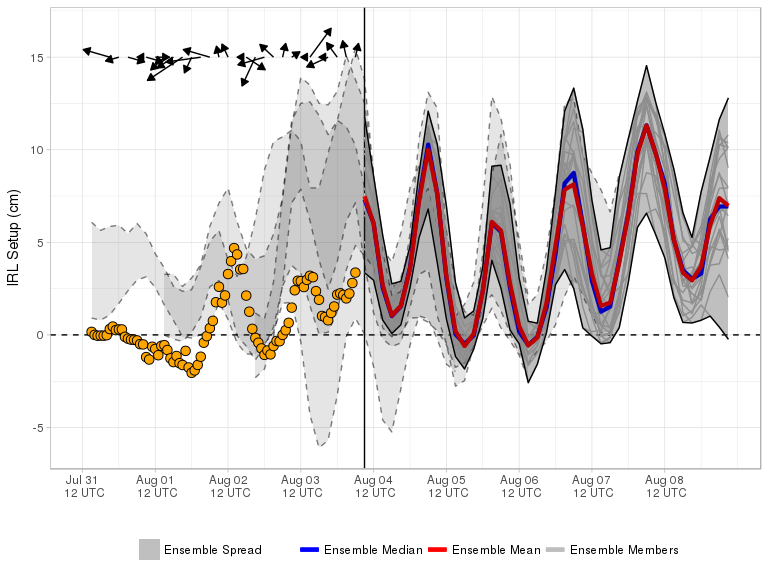 IRL Setup (cm)
15
10
5
0
-5
Jul 31 Aug 01 Aug 02 Aug 03 Aug 04 Aug 05 Aug 06 Aug 07 Aug 08
12 UTC 12 UTC 12 UTC 12 UTC 12 UTC 12 UTC 12 UTC 12 UTC 12 UTC
Ensemble Spread Ensemble Median Ensemble Mean Ensemble Members